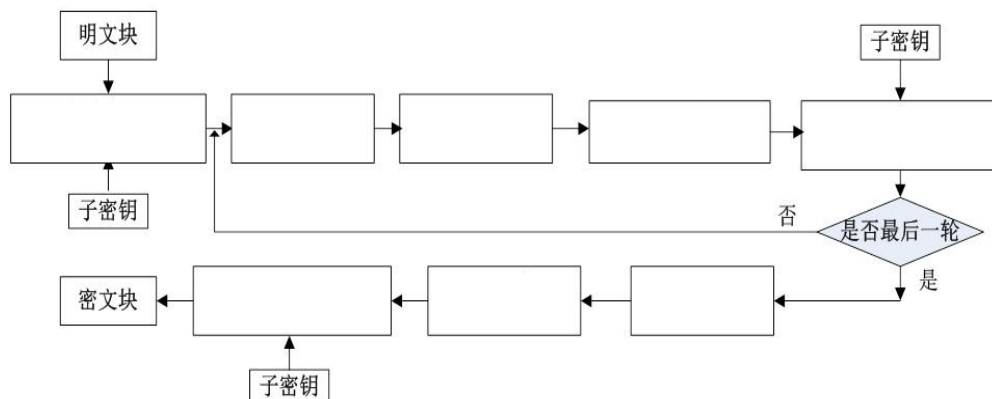 明文块
子密钥
子密钥
否
是否最后一轮
是
密文块
子密钥